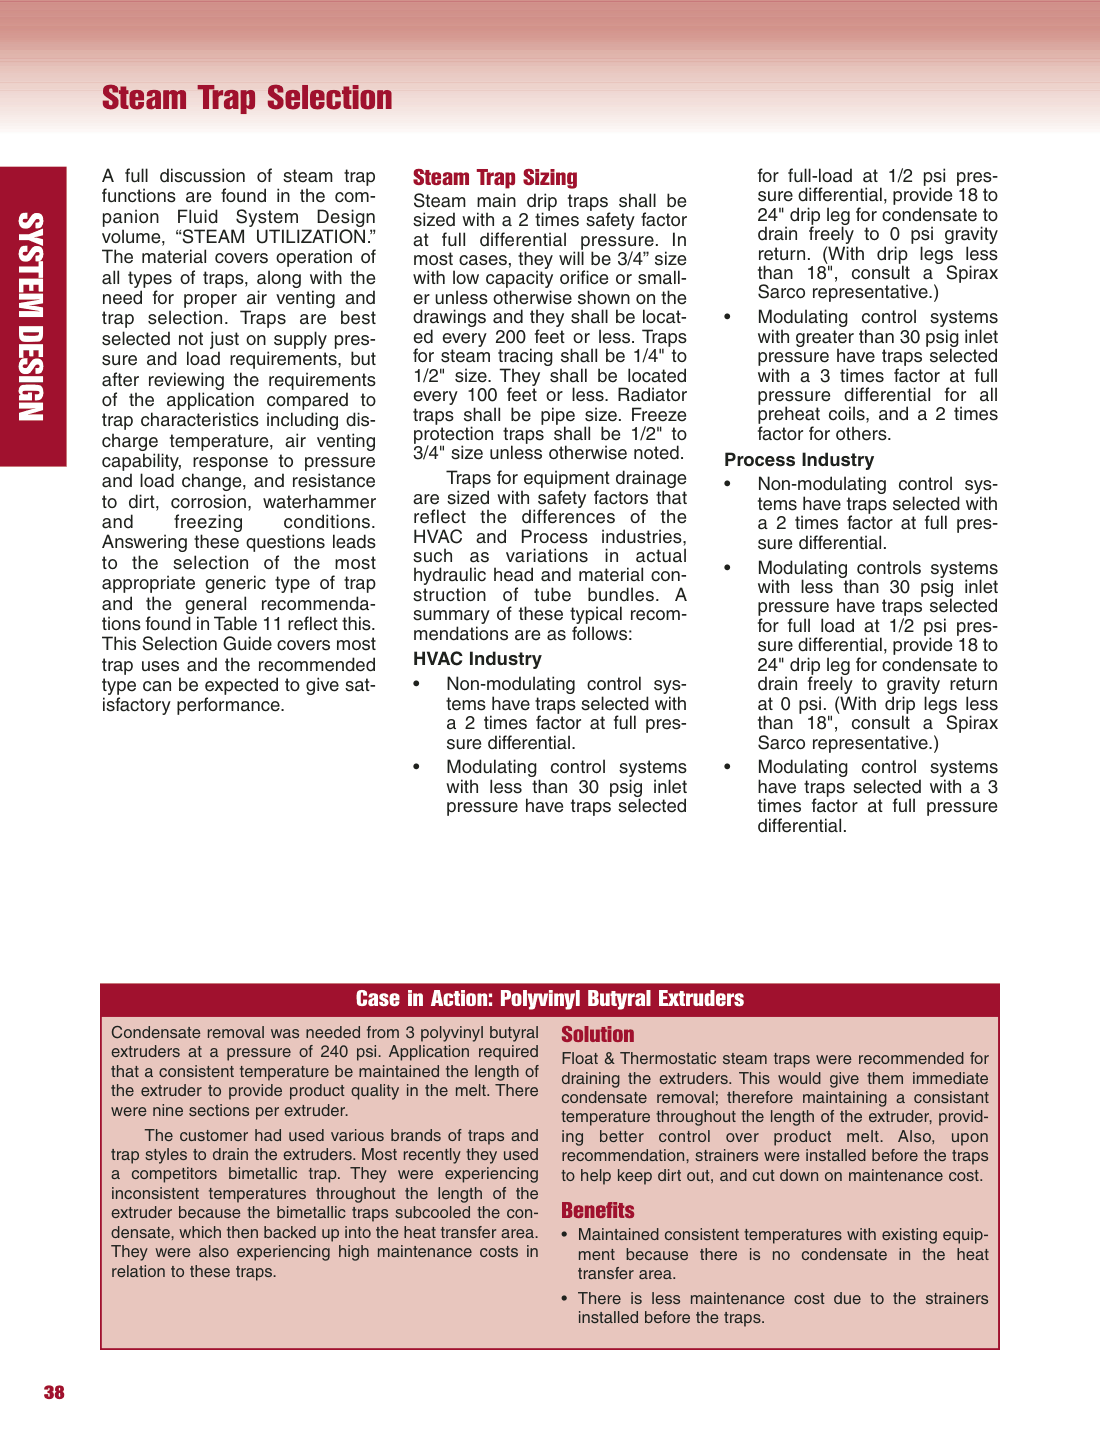 Steam Trap Selection
SYSTEM DESIGN
A full discussion of steam trap
functions are found in the com-
panion Fluid System Design
volume, “STEAM UTILIZATION.”
The material covers operation of
all types of traps, along with the
need for proper air venting and
trap selection. Traps are best
selected not just on supply pres-
sure and load requirements, but
after reviewing the requirements
of the application compared to
trap characteristics including dis-
charge temperature, air venting
capability, response to pressure
and load change, and resistance
to dirt, corrosion, waterhammer
and freezing conditions.
Answering these questions leads
to the selection of the most
appropriate generic type of trap
and the general recommenda-
tions found in Table 11 reflect this.
This Selection Guide covers most
trap uses and the recommended
type can be expected to give sat-
isfactory performance.
Steam Trap Sizing
Steam main drip traps shall be
sized with a 2 times safety factor
at full differential pressure. In
most cases, they will be 3/4” size
with low capacity orifice or small-
er unless otherwise shown on the
drawings and they shall be locat-
ed every 200 feet or less. Traps
for steam tracing shall be 1/4" to
1/2" size. They shall be located
every 100 feet or less. Radiator
traps shall be pipe size. Freeze
protection traps shall be 1/2" to
3/4" size unless otherwise noted.
Traps for equipment drainage
are sized with safety factors that
reflect the differences of the
HVAC and Process industries,
such as variations in actual
hydraulic head and material con-
struction of tube bundles. A
summary of these typical recom-
mendations are as follows:
HVAC Industry
• Non-modulating control sys-
tems have traps selected with
a 2 times factor at full pres-
sure differential.
• Modulating control systems
with less than 30 psig inlet
pressure have traps selected
for full-load at 1/2 psi pres-
sure differential, provide 18 to
24" drip leg for condensate to
drain freely to 0 psi gravity
return. (With drip legs less
than 18", consult a Spirax
Sarco representative.)
• Modulating control systems
with greater than 30 psig inlet
pressure have traps selected
with a 3 times factor at full
pressure differential for all
preheat coils, and a 2 times
factor for others.
Process Industry
• Non-modulating control sys-
tems have traps selected with
a 2 times factor at full pres-
sure differential.
• Modulating controls systems
with less than 30 psig inlet
pressure have traps selected
for full load at 1/2 psi pres-
sure differential, provide 18 to
24" drip leg for condensate to
drain freely to gravity return
at 0 psi. (With drip legs less
than 18", consult a Spirax
Sarco representative.)
• Modulating control systems
have traps selected with a 3
times factor at full pressure
differential.
Case in Action: Polyvinyl Butyral Extruders
Condensate removal was needed from 3 polyvinyl butyral
extruders at a pressure of 240 psi. Application required
that a consistent temperature be maintained the length of
the extruder to provide product quality in the melt. There
were nine sections per extruder.
The customer had used various brands of traps and
trap styles to drain the extruders. Most recently they used
a competitors bimetallic trap. They were experiencing
inconsistent temperatures throughout the length of the
extruder because the bimetallic traps subcooled the con-
densate, which then backed up into the heat transfer area.
They were also experiencing high maintenance costs in
relation to these traps.
Solution
Float & Thermostatic steam traps were recommended for
draining the extruders. This would give them immediate
condensate removal; therefore maintaining a consistant
temperature throughout the length of the extruder, provid-
ing better control over product melt. Also, upon
recommendation, strainers were installed before the traps
to help keep dirt out, and cut down on maintenance cost.
Benefits
• Maintained consistent temperatures with existing equip-
ment because there is no condensate in the heat
transfer area.
• There is less maintenance cost due to the strainers
installed before the traps.
38